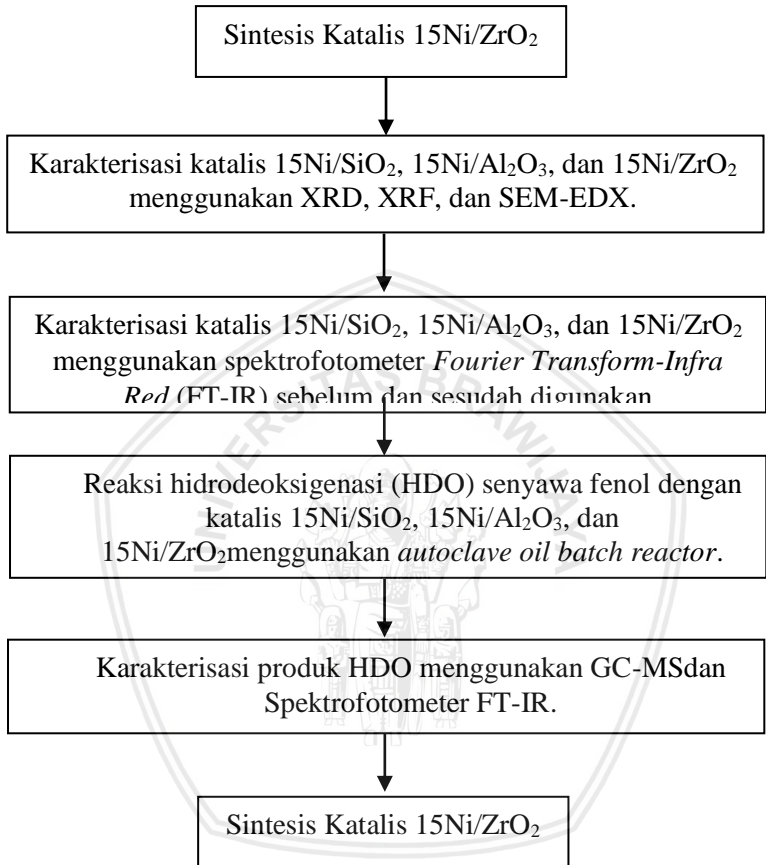 Sintesis Katalis 15Ni/ZrO₂
Karakterisasi katalis 15Ni/SiO₂, 15Ni/Al₂O₃, dan 15Ni/ZrO₂
menggunakan XRD, XRF, dan SEM-EDX.
Karakterisasi katalis 15Ni/SiO₂, 15Ni/Al₂O₃, dan 15Ni/ZrO₂
menggunakan spektrofotometer Fourier Transform-Infra
Red (FT-IR) sebelum dan sesudah digunakan
Reaksi hidrodeoksigenasi (HDO) senyawa fenol dengan
katalis 15Ni/SiO₂, 15Ni/Al₂O₃, dan
15Ni/ZrO₂menggunakan autoclave oil batch reactor.
Karakterisasi produk HDO menggunakan GC-MSdan
Spektrofotometer FT-IR.
Sintesis Katalis 15Ni/ZrO₂
UNIVERSITAS BRAWIJAYA